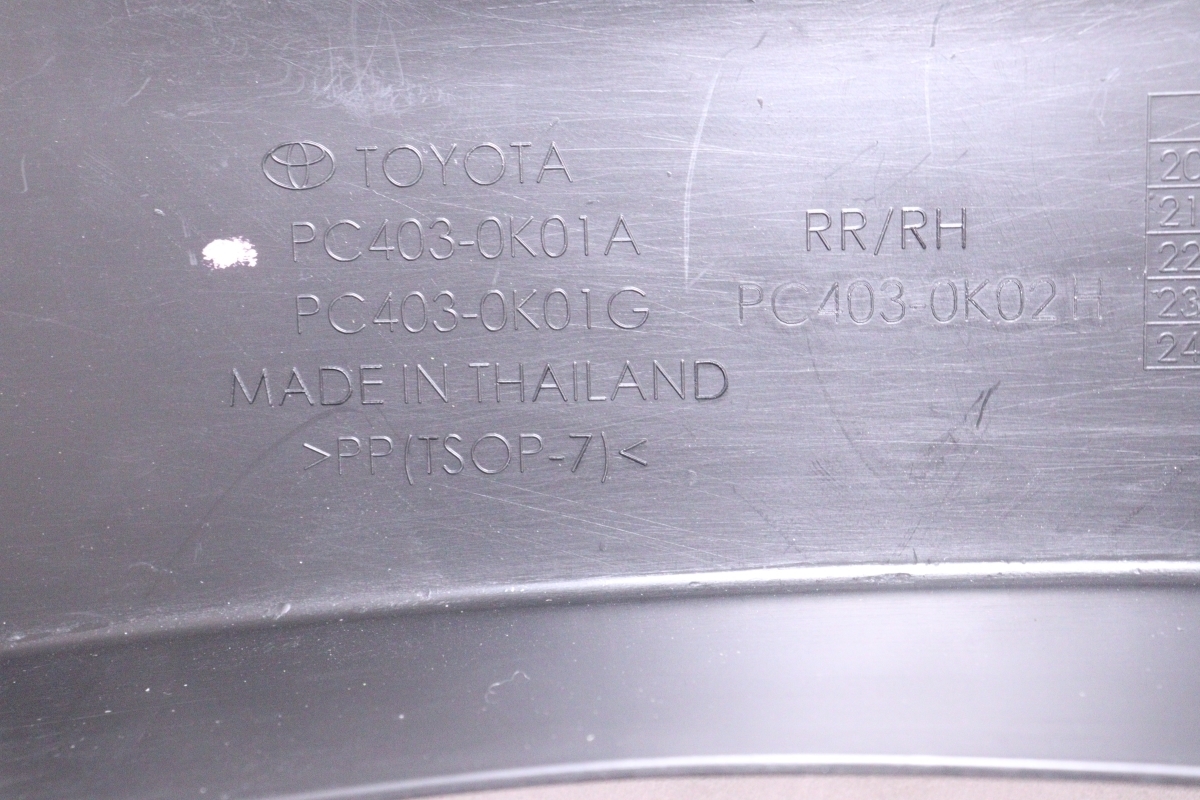 TOYOTA
PC403-0K01A
PC403-0K01G
MADE IN THAILAND
>PP(TSOP-7)<
RR/RH
PC403-0K02H
20
21
22
23
24